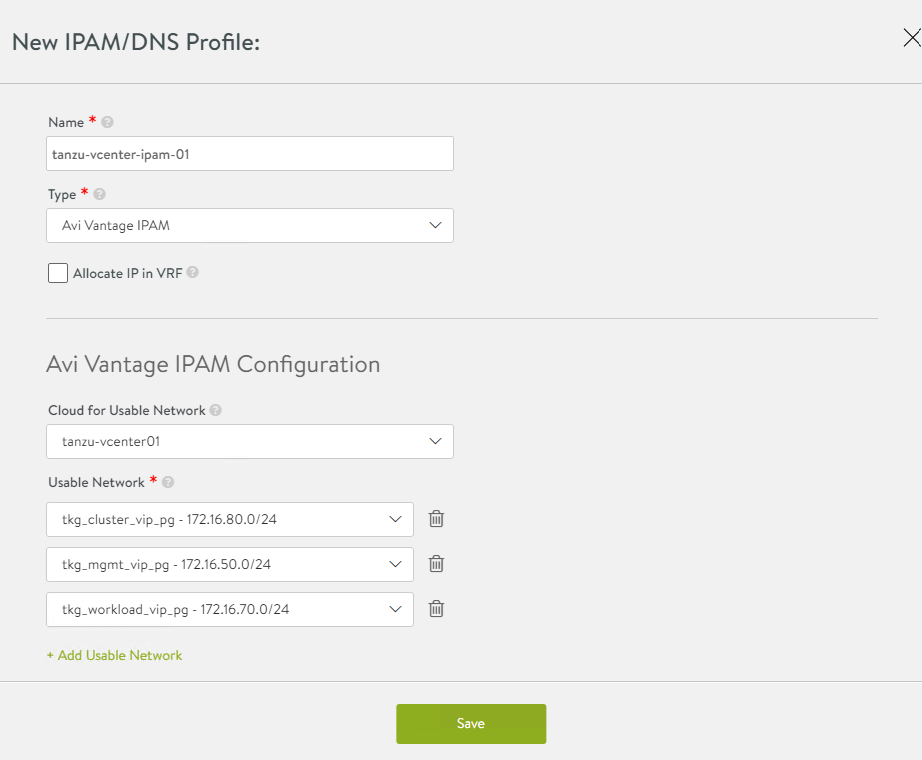 New IPAM/DNS Profile:
Name * ?
tanzu-vcenter-ipam-01
Type * ?
Avi Vantage IPAM
Allocate IP in VRF ?
Avi Vantage IPAM Configuration
Cloud for Usable Network ?
tanzu-vcenter01
Usable Network * ?
tkg_cluster_vip_pg - 172.16.80.0/24
tkg_mgmt_vip_pg - 172.16.50.0/24
tkg_workload_vip_pg - 172.16.70.0/24
+ Add Usable Network
Save